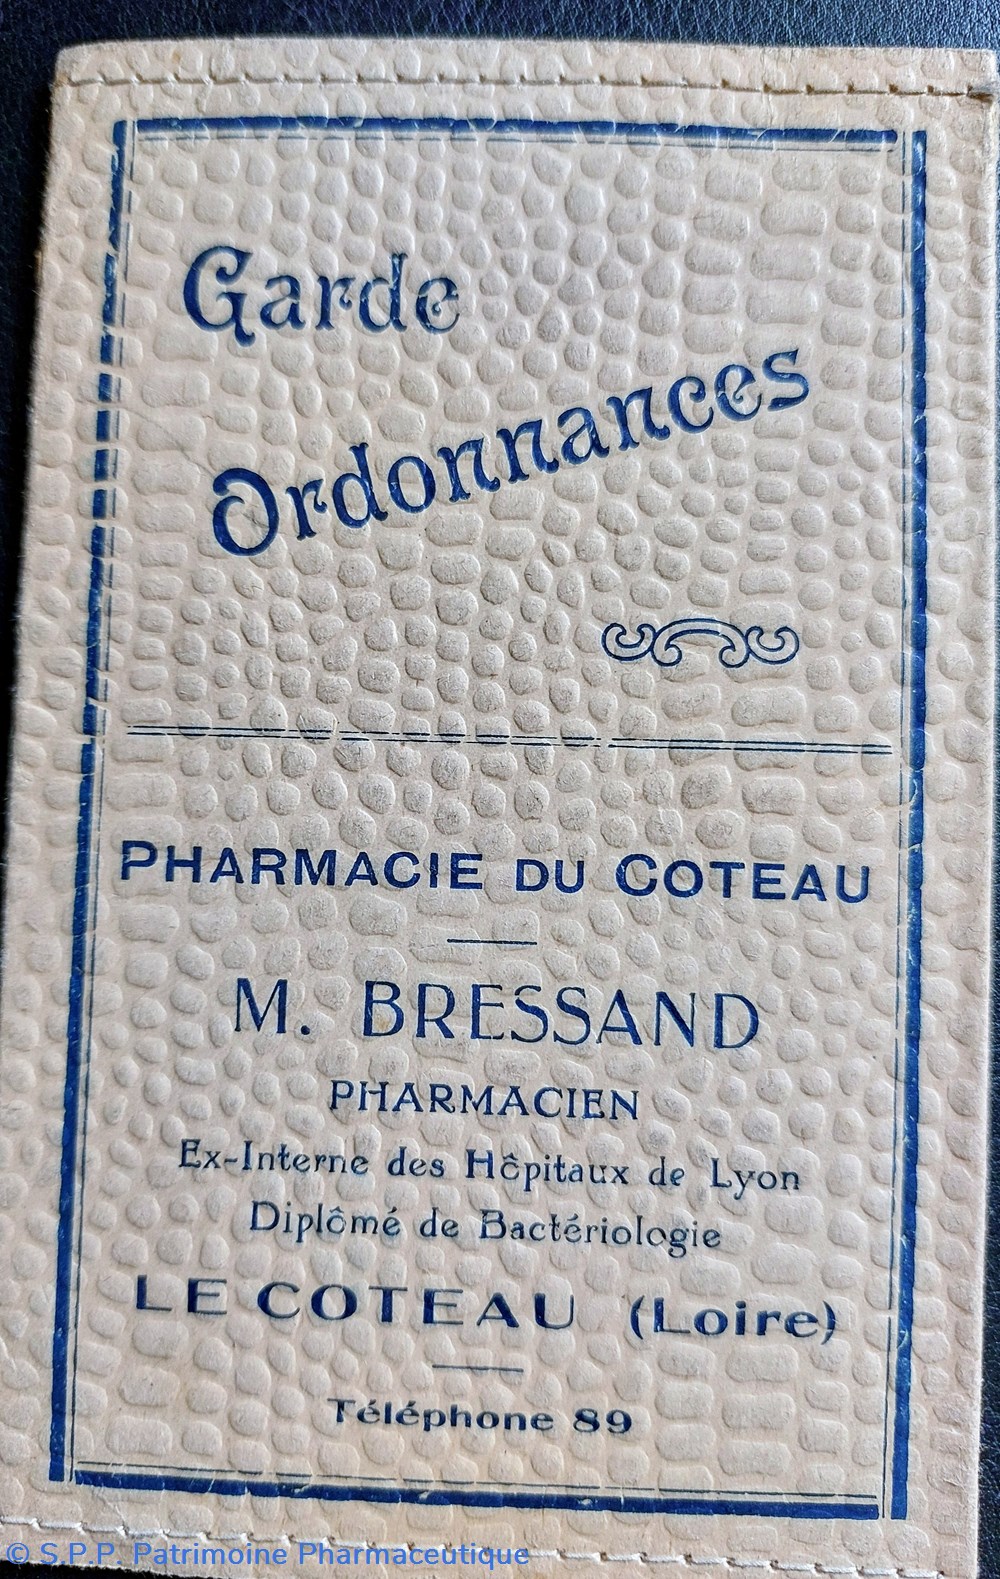 Garde
Ordonnances
PHARMACIE DU COTEAU
M. BRESSAND
PHARMACIEN
Ex-Interne des Hôpitaux de Lyon
Diplômé de Bactériologie
LE COTEAU (Loire)
Téléphone 89
© S.P.P. Patrimoine Pharmaceutique